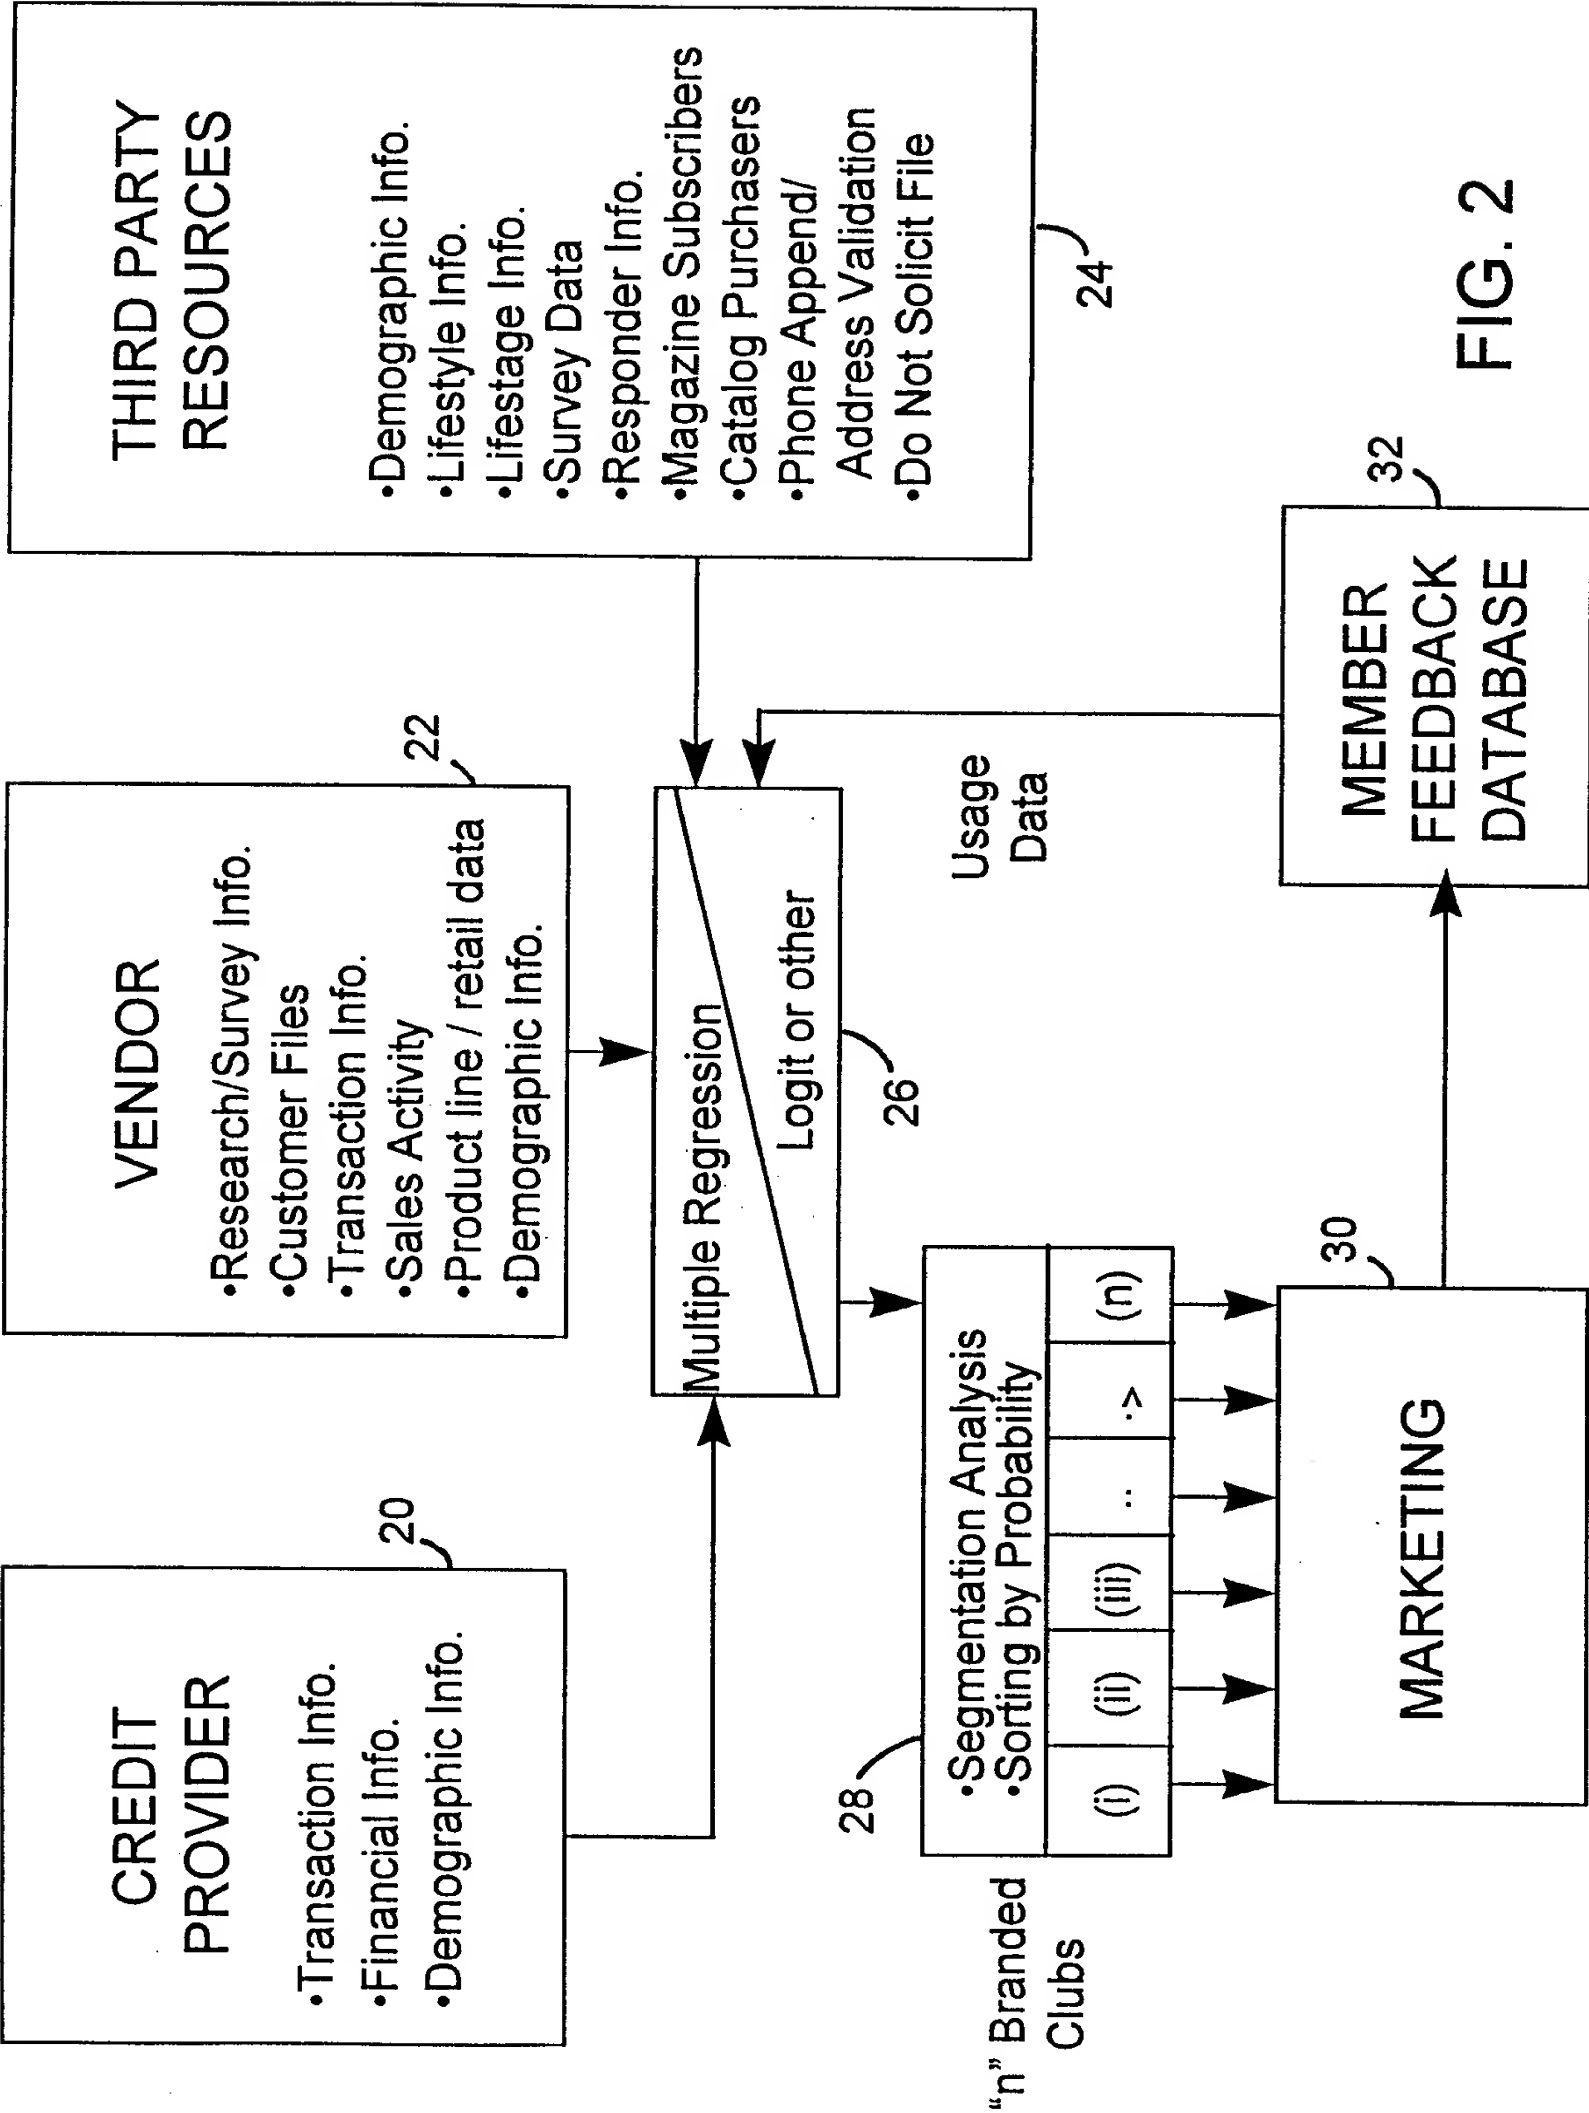 CREDIT
PROVIDER
•Transaction Info.
•Financial Info.
•Demographic Info.
20
VENDOR
•Research/Survey Info.
•Customer Files
•Transaction Info.
•Sales Activity
•Product line / retail data
•Demographic Info.
22
THIRD PARTY
RESOURCES
•Demographic Info.
•Lifestyle Info.
•Lifestage Info.
•Survey Data
•Responder Info.
•Magazine Subscribers
•Catalog Purchasers
•Phone Append/
Address Validation
•Do Not Solicit File
24
Multiple Regression
Logit or other
26
Usage
Data
28
•Segmentation Analysis
•Sorting by Probability
(i) (ii) (iii) .. .> (n)
“n” Branded
Clubs
MARKETING
30
MEMBER
FEEDBACK
DATABASE
32
FIG. 2